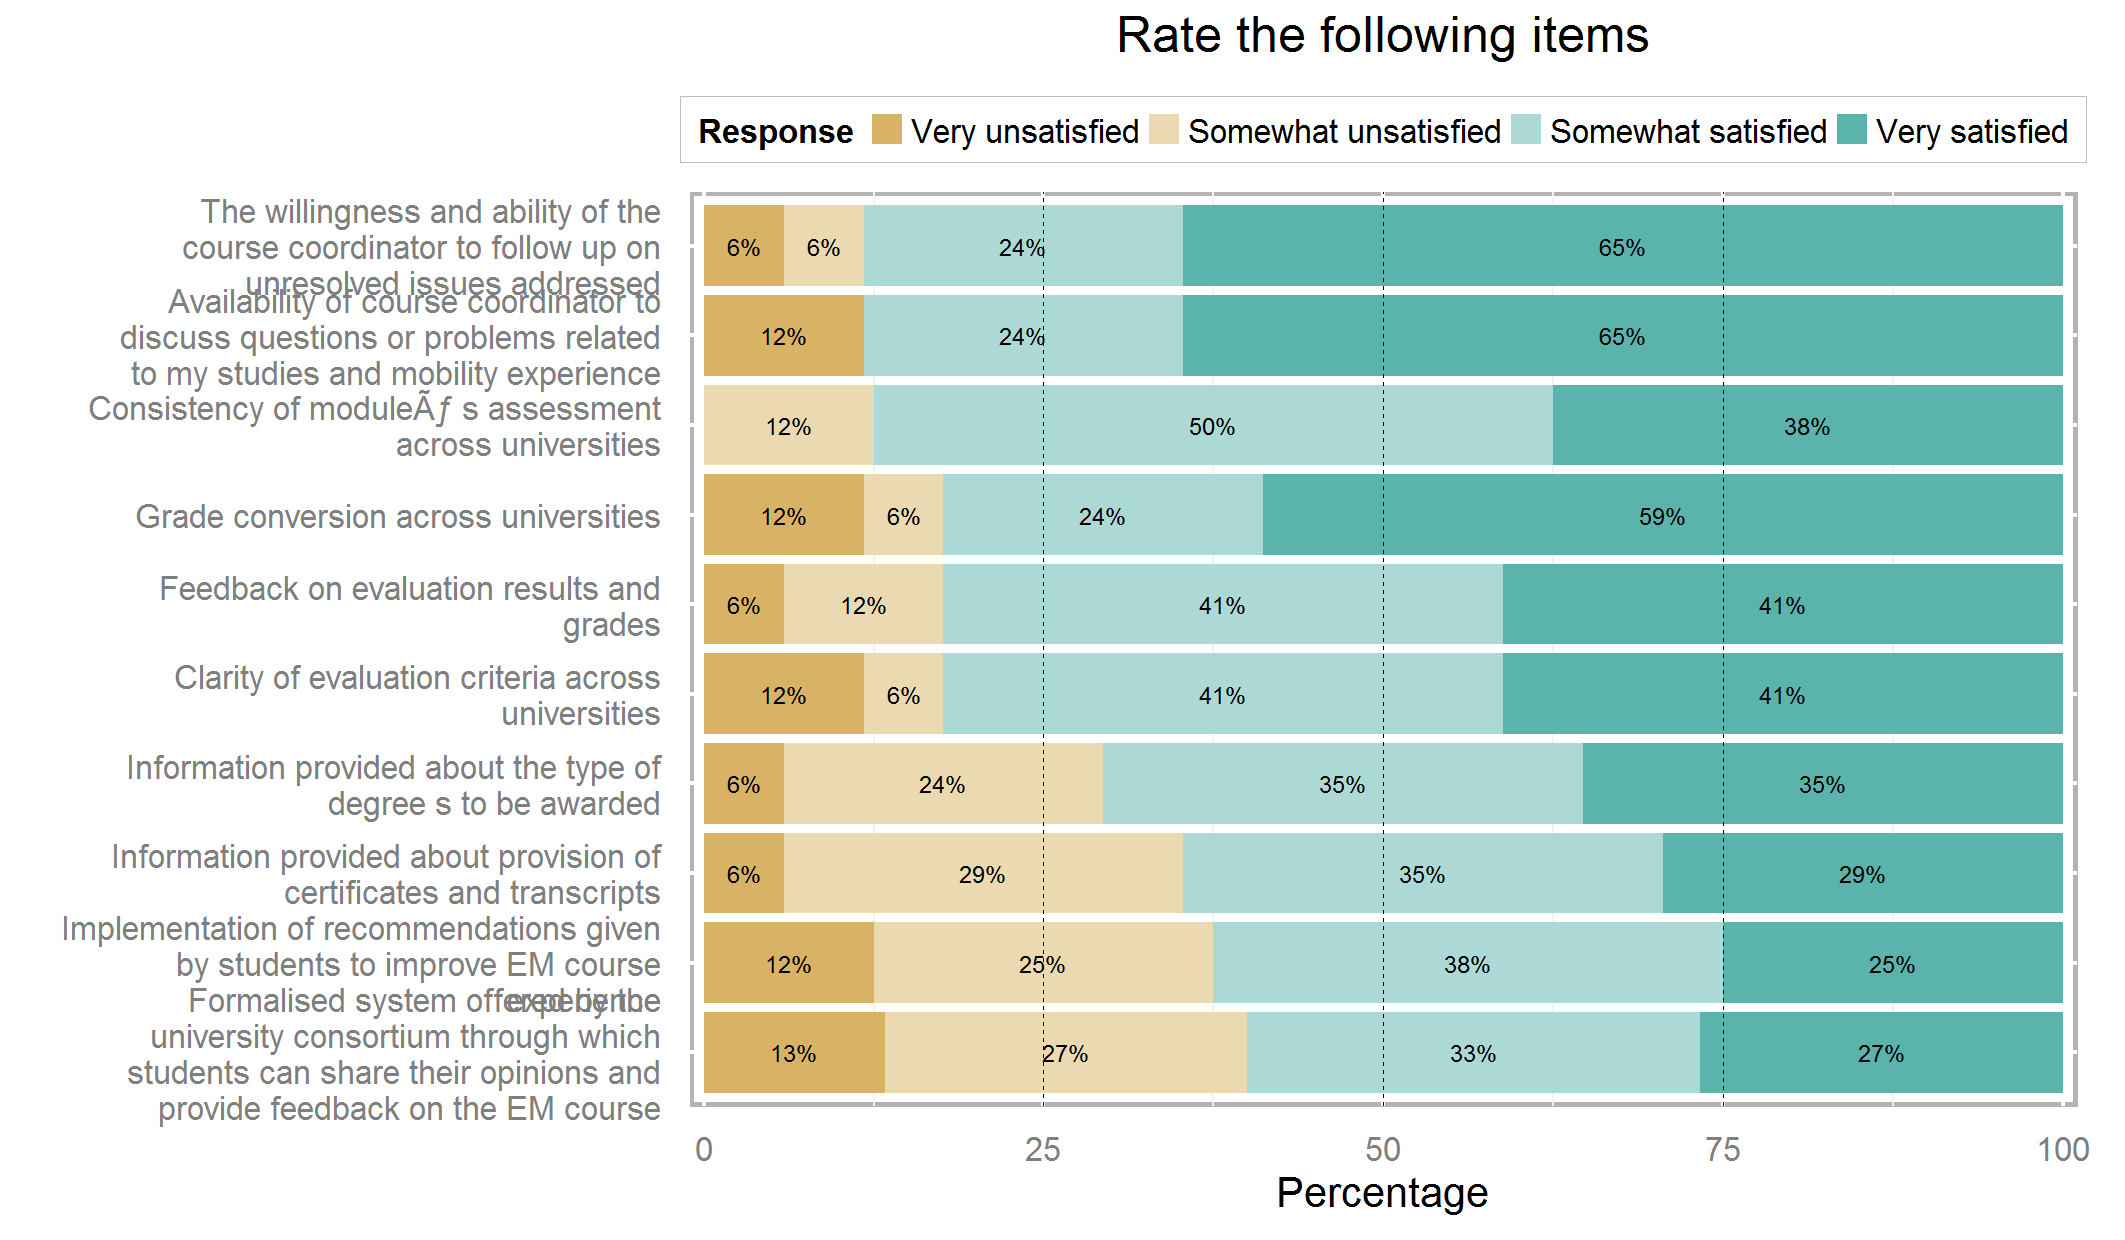 Rate the following items
Response Very unsatisfied Somewhat unsatisfied Somewhat satisfied Very satisfied
The willingness and ability of the
course coordinator to follow up on
unresolved issues addressed
6% 6% 24% 65%
Availability of course coordinator to
discuss questions or problems related
to my studies and mobility experience
12% 24% 65%
Consistency of moduleÃƒ s assessment
across universities
12% 50% 38%
Grade conversion across universities
12% 6% 24% 59%
Feedback on evaluation results and
grades
6% 12% 41% 41%
Clarity of evaluation criteria across
universities
12% 6% 41% 41%
Information provided about the type of
degree s to be awarded
6% 24% 35% 35%
Information provided about provision of
certificates and transcripts
6% 29% 35% 29%
Implementation of recommendations given
by students to improve EM course
experience
12% 25% 38% 25%
Formalised system offered by the
university consortium through which
students can share their opinions and
provide feedback on the EM course
13% 27% 33% 27%
0 25 50 75 100
Percentage